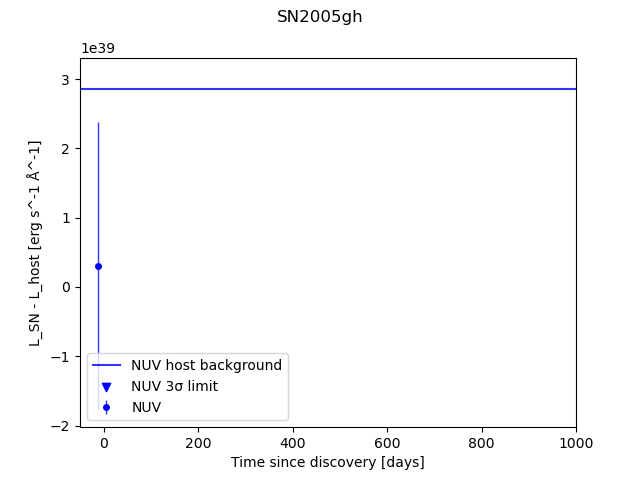 SN2005gh
1e39
3
2
1
0
−1
−2
L_SN - L_host [erg s^-1 Å^-1]
NUV host background
NUV 3σ limit
NUV
0 200 400 600 800 1000
Time since discovery [days]